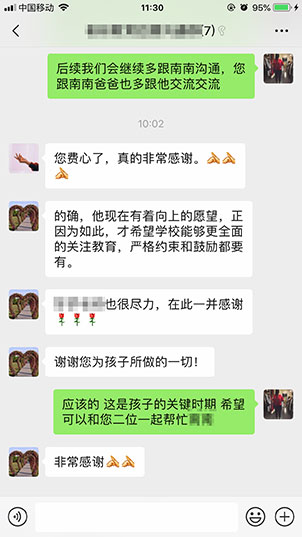 中国移动
11:30
95%
(7)
后续我们会继续多跟南南沟通，您
跟南南爸爸也多跟他交流交流
10:02
您费心了，真的非常感谢。
的确，他现在有着向上的愿望，正
因为如此，才希望学校能够更全面
的关注教育，严格约束和鼓励都要
有。
也很尽力，在此一并感谢
谢谢您为孩子所做的一切！
应该的 这是孩子的关键时期 希望
可以和您二位一起帮忙
非常感谢